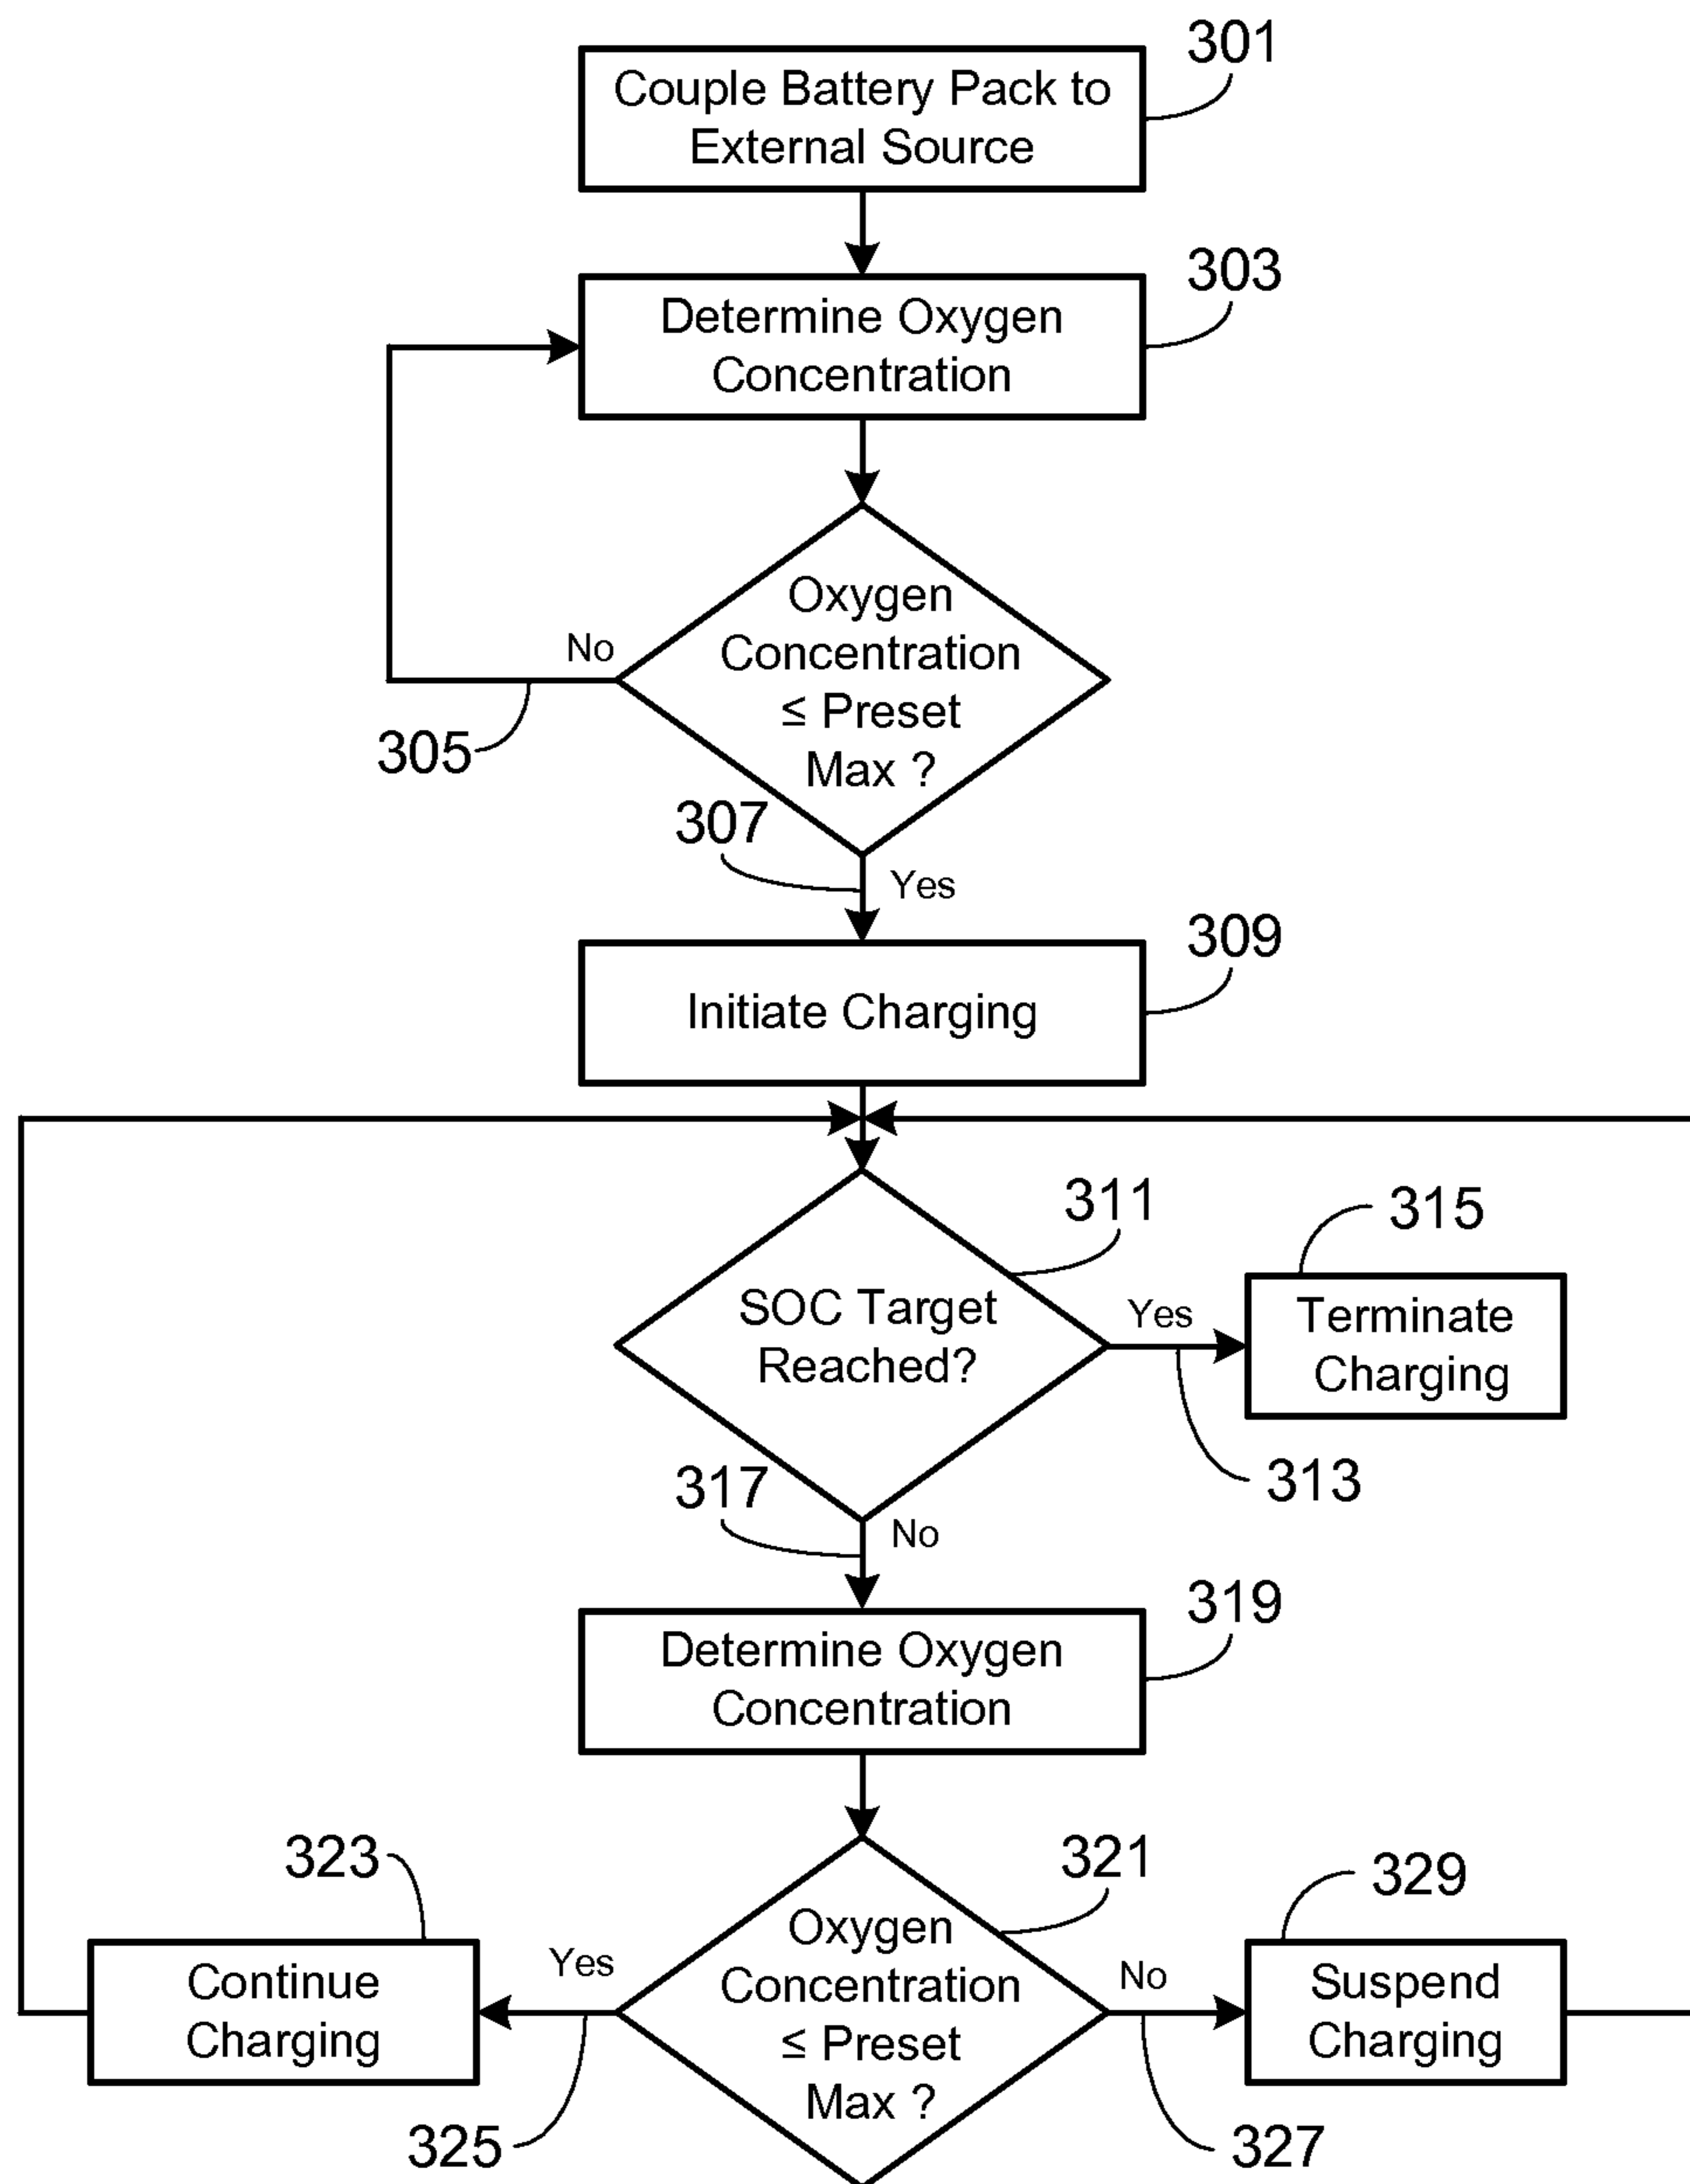 301
Couple Battery Pack to
External Source
303
Determine Oxygen
Concentration
Oxygen
Concentration
≤ Preset
Max ?
No
305
307
Yes
309
Initiate Charging
311
315
SOC Target
Reached?
Yes
Terminate
Charging
313
317
No
319
Determine Oxygen
Concentration
323
321
329
Continue
Charging
Yes
Oxygen
Concentration
≤ Preset
Max ?
No
Suspend
Charging
325
327